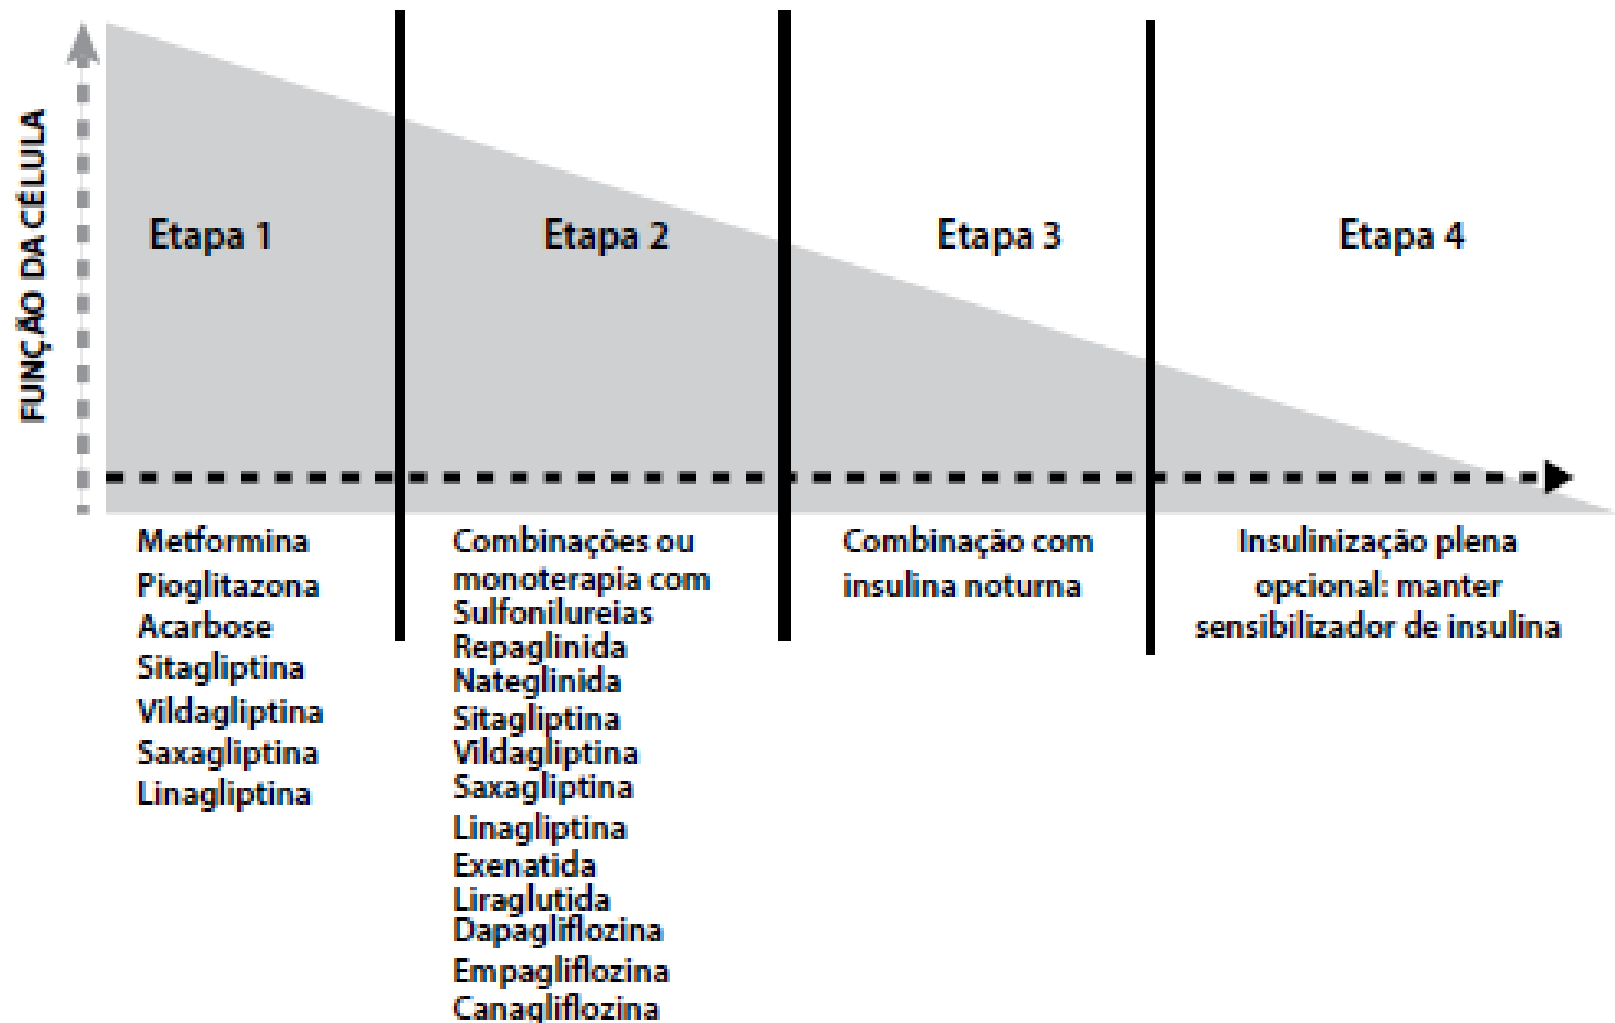 FUNÇÃO DA CÉLULA
Etapa 1
Etapa 2
Etapa 3
Etapa 4
Metformina
Pioglitazona
Acarbose
Sitagliptina
Vildagliptina
Saxagliptina
Linagliptina
Combinações ou
monoterapia com
Sulfonilureias
Repaglinida
Nateglinida
Sitagliptina
Vildagliptina
Saxagliptina
Linagliptina
Exenatida
Liraglutida
Dapagliflozina
Empagliflozina
Canagliflozina
Combinação com
insulina noturna
Insulinização plena
opcional: manter
sensibilizador de insulina